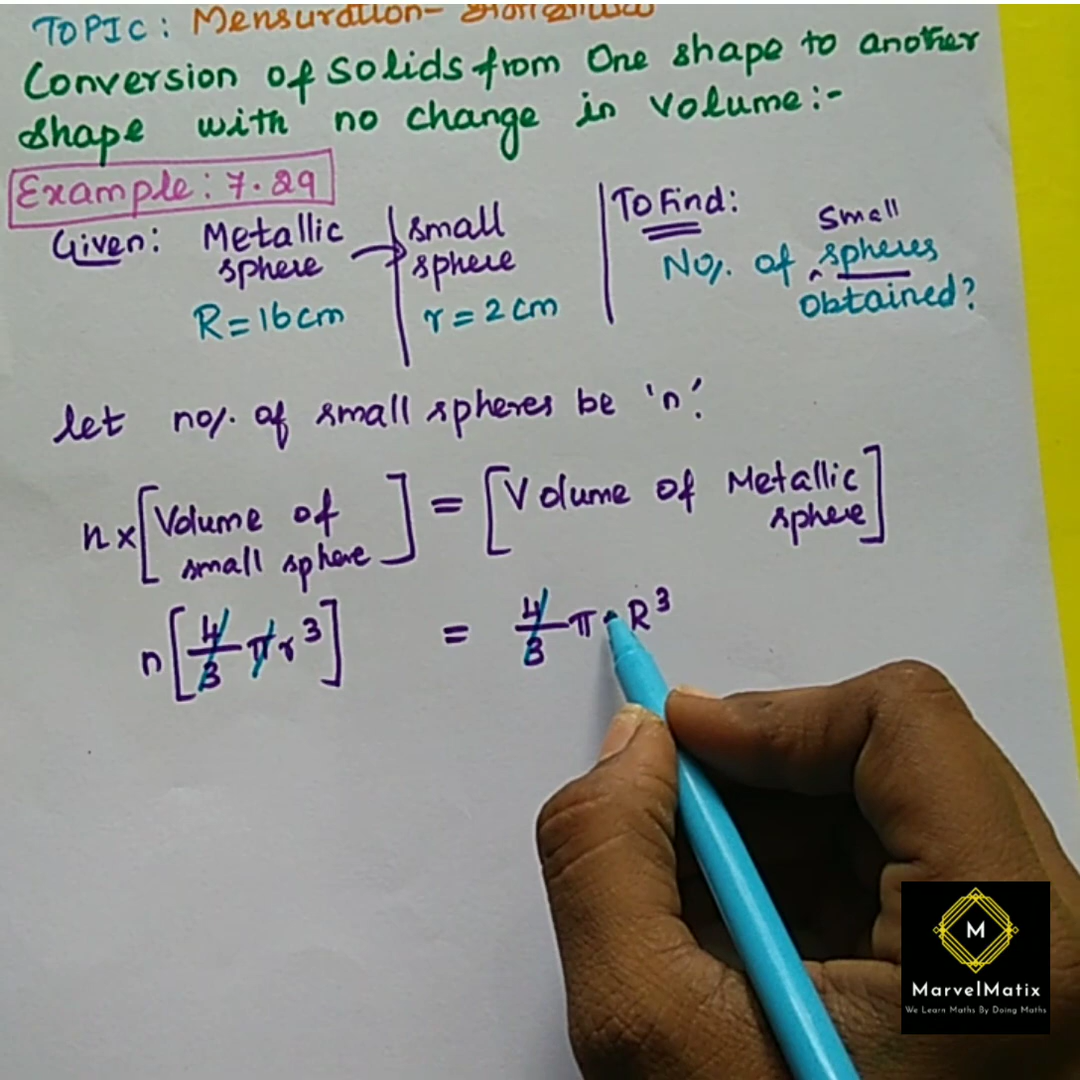 TOPIC: Mensuration-
Conversion of solids from One shape to another
shape with no change in volume:-
Example: 7.29
Given: Metallic sphere → small sphere
R = 16cm r = 2 cm
To Find:
No/. of small spheres
Obtained?
let no/. of small spheres be 'n'.
n × [Volume of small sphere] = [Volume of Metallic sphere]
n[4/3 π r³] = 4/3 π R³
M
MarvelMatix
We Learn Maths By Doing Maths